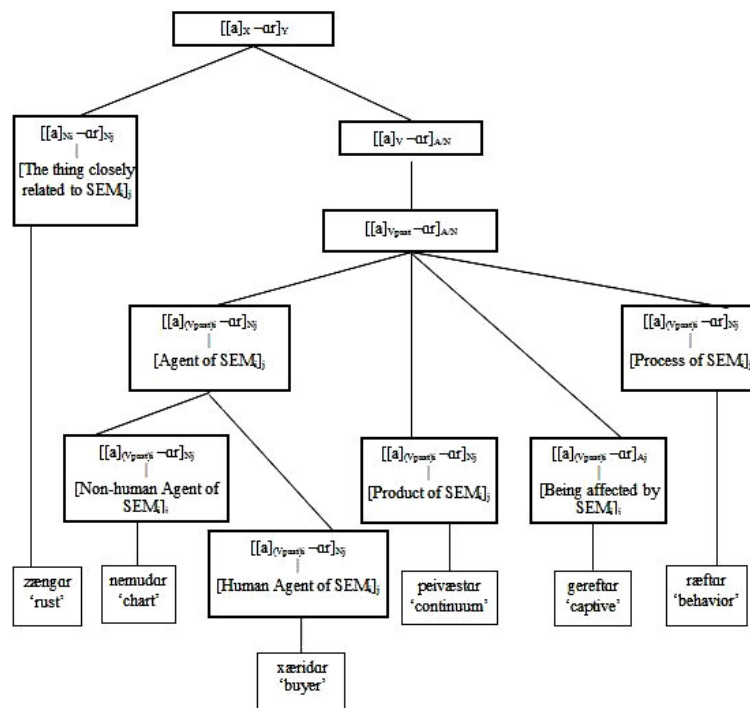 [[a]X –ɑr]Y
[[a]Ni –ɑr]Nj
[The thing closely
related to SEMi]j
[[a]V –ɑr]A/N
[[a]Vpast –ɑr]A/N
[[a](Vpast)i –ɑr]Nj
[Agent of SEMi]j
[[a](Vpast)i –ɑr]Nj
[Process of SEMi]j
[[a](Vpast)i –ɑr]Nj
[Non-human Agent of
SEMi]j
[[a](Vpast)i –ɑr]Nj
[Product of SEMi]j
[[a](Vpast)i –ɑr]Aj
[Being affected by
SEMi]j
[[a](Vpast)i –ɑr]Nj
[Human Agent of SEMi]j
zængɑr
‘rust’
nemudɑr
‘chart’
peivæstɑr
‘continuum’
gereftɑr
‘captive’
ræftɑr
‘behavior’
xæridɑr
‘buyer’